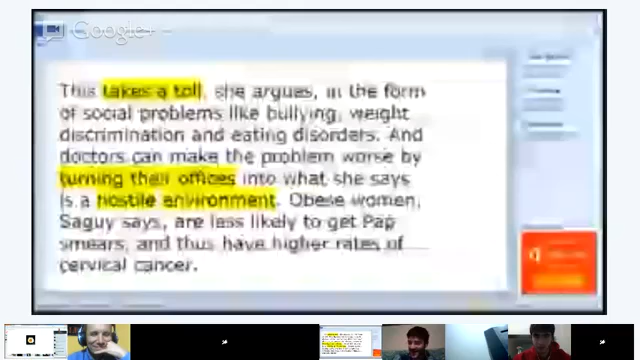 Google+
This takes a toll, she argues, in the form
of social problems like bullying, weight
discrimination and eating disorders. And
doctors can make the problem worse by
turning their offices into what she says
is a hostile environment. Obese women,
Saguy says, are less likely to get Pap
smears, and thus have higher rates of
cervical cancer.